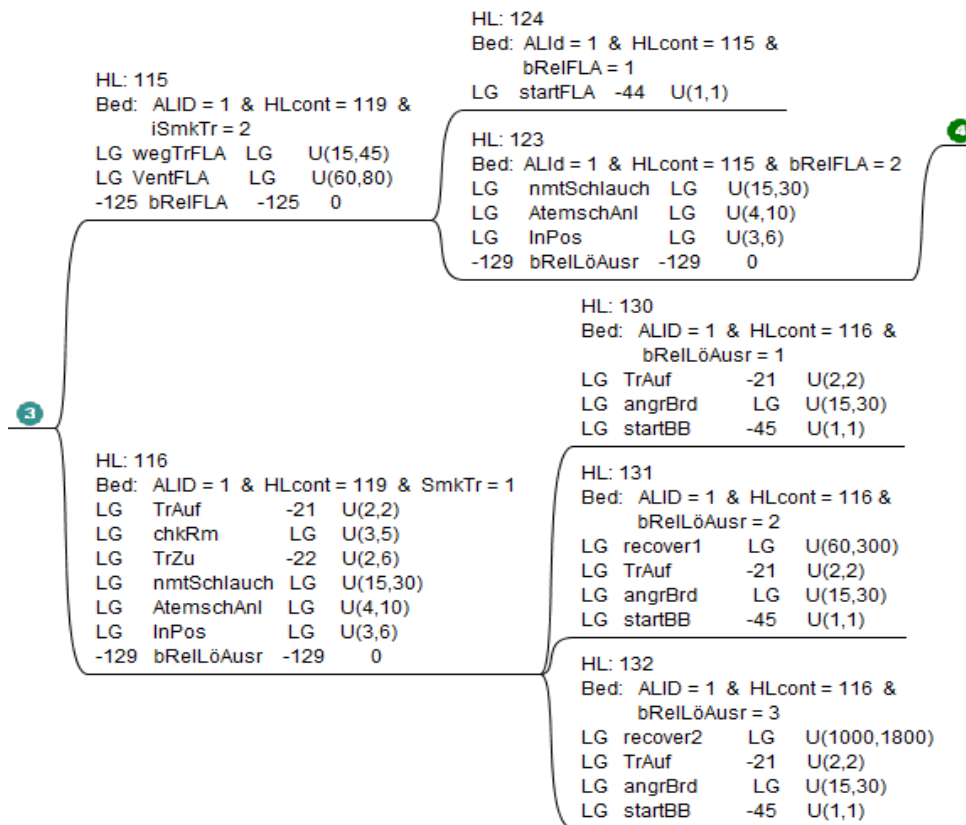 HL: 124
Bed: ALId = 1 & HLcont = 115 &
bRelFLA = 1
LG startFLA -44 U(1,1)
HL: 115
Bed: ALID = 1 & HLcont = 119 &
iSmkTr = 2
LG wegTrFLA LG U(15,45)
LG VentFLA LG U(60,80)
-125 bRelFLA -125 0
HL: 123
Bed: ALId = 1 & HLcont = 115 & bRelFLA = 2
LG nmtSchlauch LG U(15,30)
LG AtemschAnl LG U(4,10)
LG InPos LG U(3,6)
-129 bRelLöAusr -129 0
4
3
HL: 116
Bed: ALID = 1 & HLcont = 119 & SmkTr = 1
LG TrAuf -21 U(2,2)
LG chkRm LG U(3,5)
LG TrZu -22 U(2,6)
LG nmtSchlauch LG U(15,30)
LG AtemschAnl LG U(4,10)
LG InPos LG U(3,6)
-129 bRelLöAusr -129 0
HL: 130
Bed: ALID = 1 & HLcont = 116 &
bRelLöAusr = 1
LG TrAuf -21 U(2,2)
LG angrBrd LG U(15,30)
LG startBB -45 U(1,1)
HL: 131
Bed: ALID = 1 & HLcont = 116 &
bRelLöAusr = 2
LG recover1 LG U(60,300)
LG TrAuf -21 U(2,2)
LG angrBrd LG U(15,30)
LG startBB -45 U(1,1)
HL: 132
Bed: ALID = 1 & HLcont = 116 &
bRelLöAusr = 3
LG recover2 LG U(1000,1800)
LG TrAuf -21 U(2,2)
LG angrBrd LG U(15,30)
LG startBB -45 U(1,1)